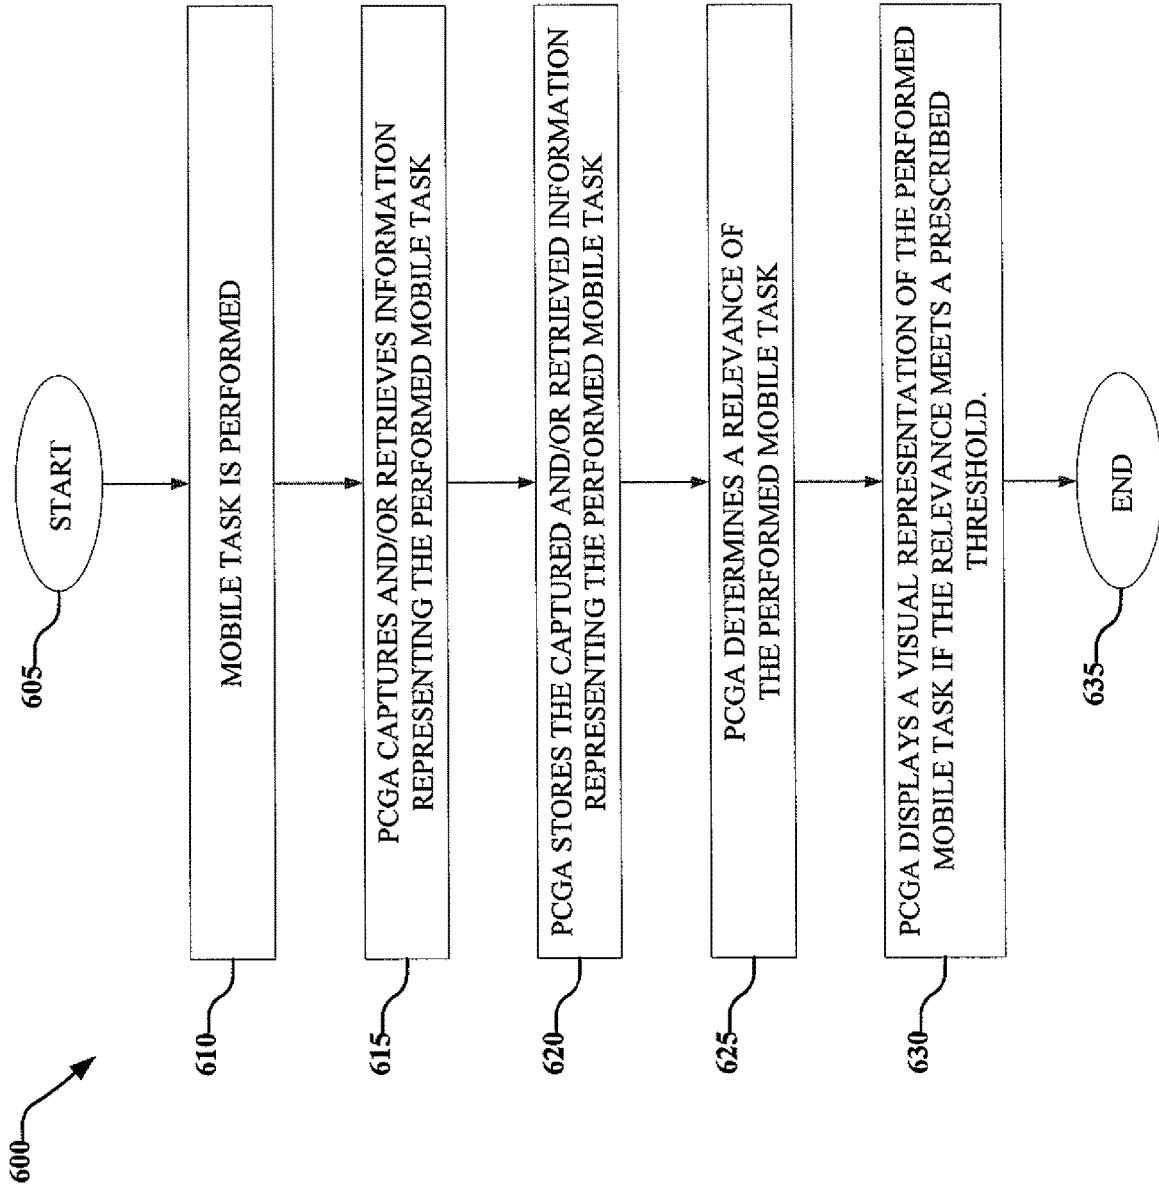 600
605
START
610
MOBILE TASK IS PERFORMED
615
PCGA CAPTURES AND/OR RETRIEVES INFORMATION
REPRESENTING THE PERFORMED MOBILE TASK
620
PCGA STORES THE CAPTURED AND/OR RETRIEVED INFORMATION
REPRESENTING THE PERFORMED MOBILE TASK
625
PCGA DETERMINES A RELEVANCE OF
THE PERFORMED MOBILE TASK
630
PCGA DISPLAYS A VISUAL REPRESENTATION OF THE PERFORMED
MOBILE TASK IF THE RELEVANCE MEETS A PRESCRIBED
THRESHOLD.
635
END